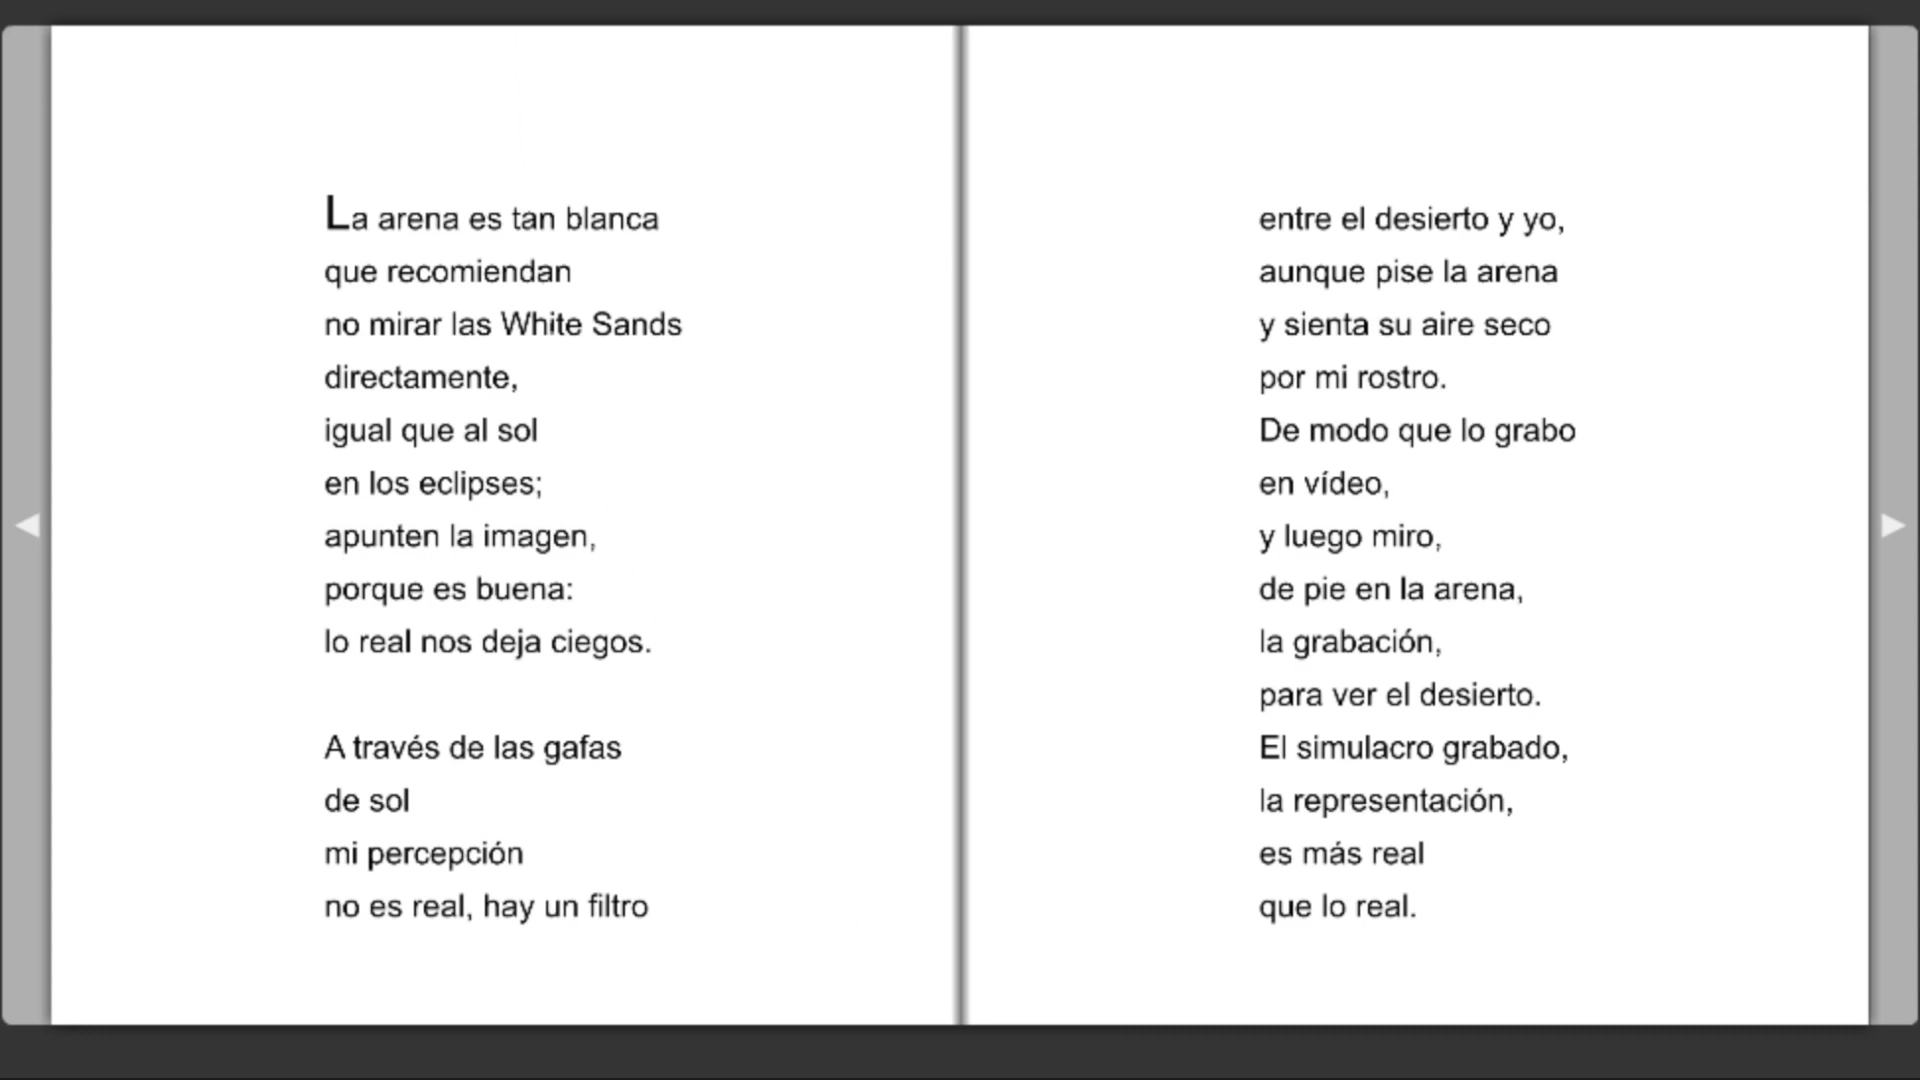 La arena es tan blanca
que recomiendan
no mirar las White Sands
directamente,
igual que al sol
en los eclipses;
apunten la imagen,
porque es buena:
lo real nos deja ciegos.
A través de las gafas
de sol
mi percepción
no es real, hay un filtro
entre el desierto y yo,
aunque pise la arena
y sienta su aire seco
por mi rostro.
De modo que lo grabo
en vídeo,
y luego miro,
de pie en la arena,
la grabación,
para ver el desierto.
El simulacro grabado,
la representación,
es más real
que lo real.